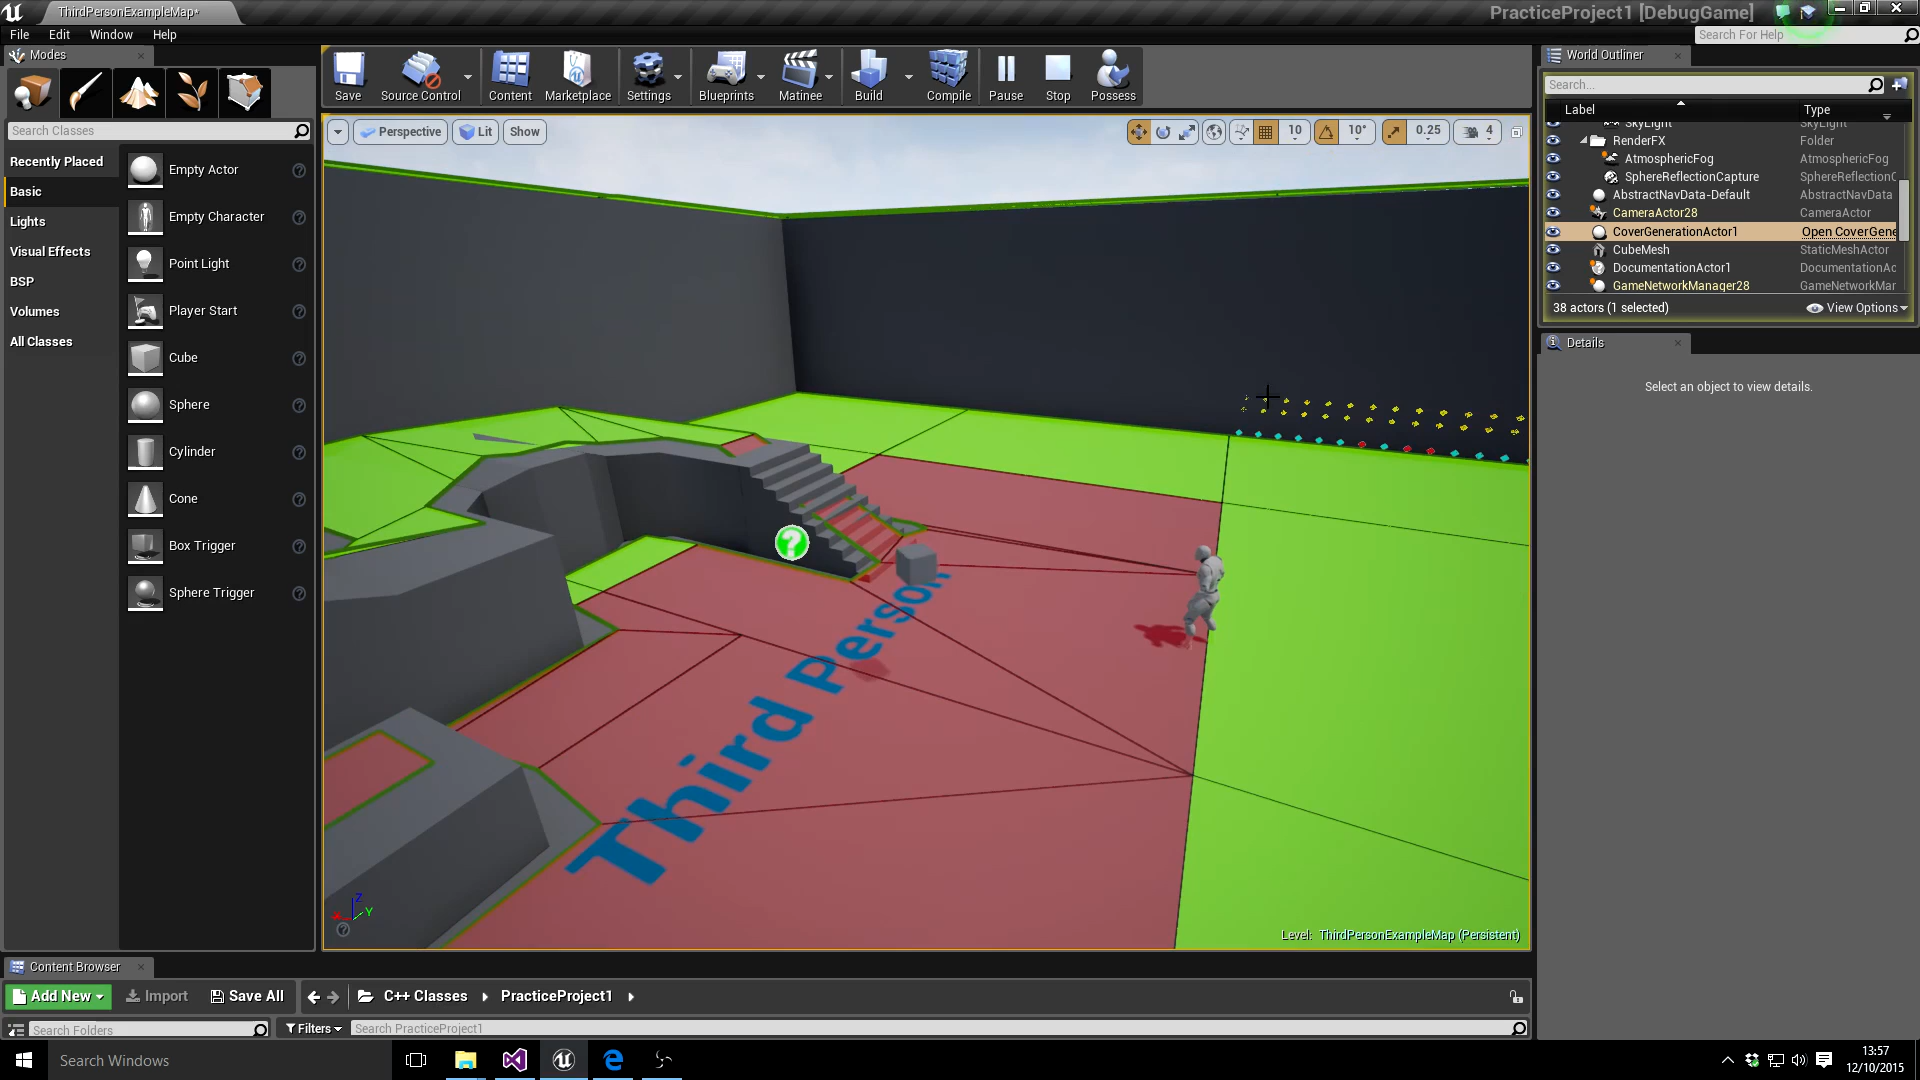 ThirdPersonExampleMap*
PracticeProject1 [DebugGame]
File Edit Window Help
Search For Help
Modes
Save
Source Control
Content
Marketplace
Settings
Blueprints
Matinee
Build
Compile
Pause
Stop
Possess
World Outliner
Search...
Label Type
SkyLight SkyLight
RenderFX Folder
AtmosphericFog AtmosphericFog
SphereReflectionCapture SphereReflectionC
AbstractNavData-Default AbstractNavData
CameraActor28 CameraActor
CoverGenerationActor1 Open CoverGene
CubeMesh StaticMeshActor
DocumentationActor1 DocumentationAc
GameNetworkManager28 GameNetworkMar
38 actors (1 selected) View Options
Details
Select an object to view details.
Search Classes
Recently Placed
Basic
Lights
Visual Effects
BSP
Volumes
All Classes
Empty Actor
Empty Character
Point Light
Player Start
Cube
Sphere
Cylinder
Cone
Box Trigger
Sphere Trigger
Perspective Lit Show
10 10° 0.25 4
Third Person
Z
Y
Level: ThirdPersonExampleMap (Persistent)
Content Browser
Add New Import Save All C++ Classes PracticeProject1
Search Folders Filters Search PracticeProject1
Search Windows
13:57
12/10/2015